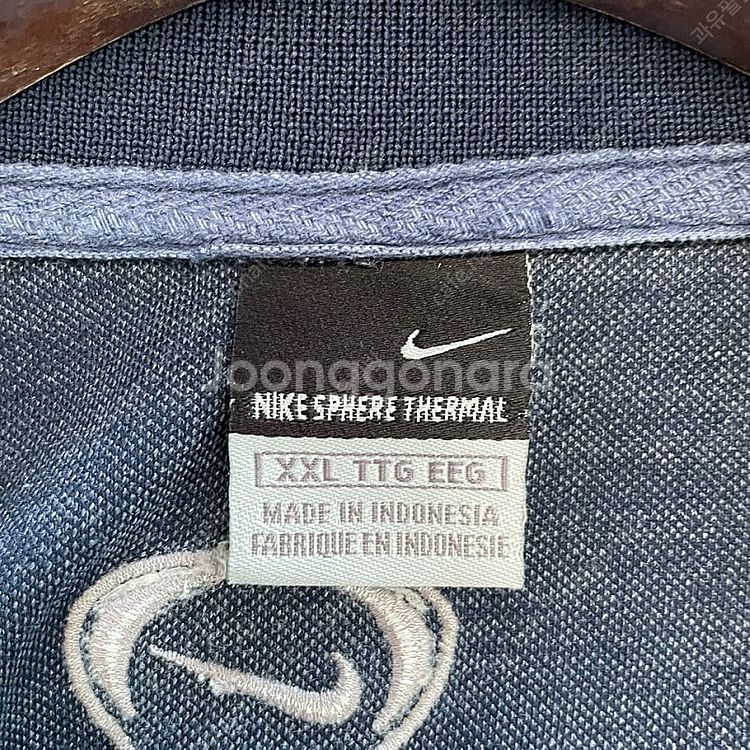 Joonggonara
NIKE SPHERE THERMAL
XXL TTG EEG
MADE IN INDONESIA
FABRIQUE EN INDONESIE